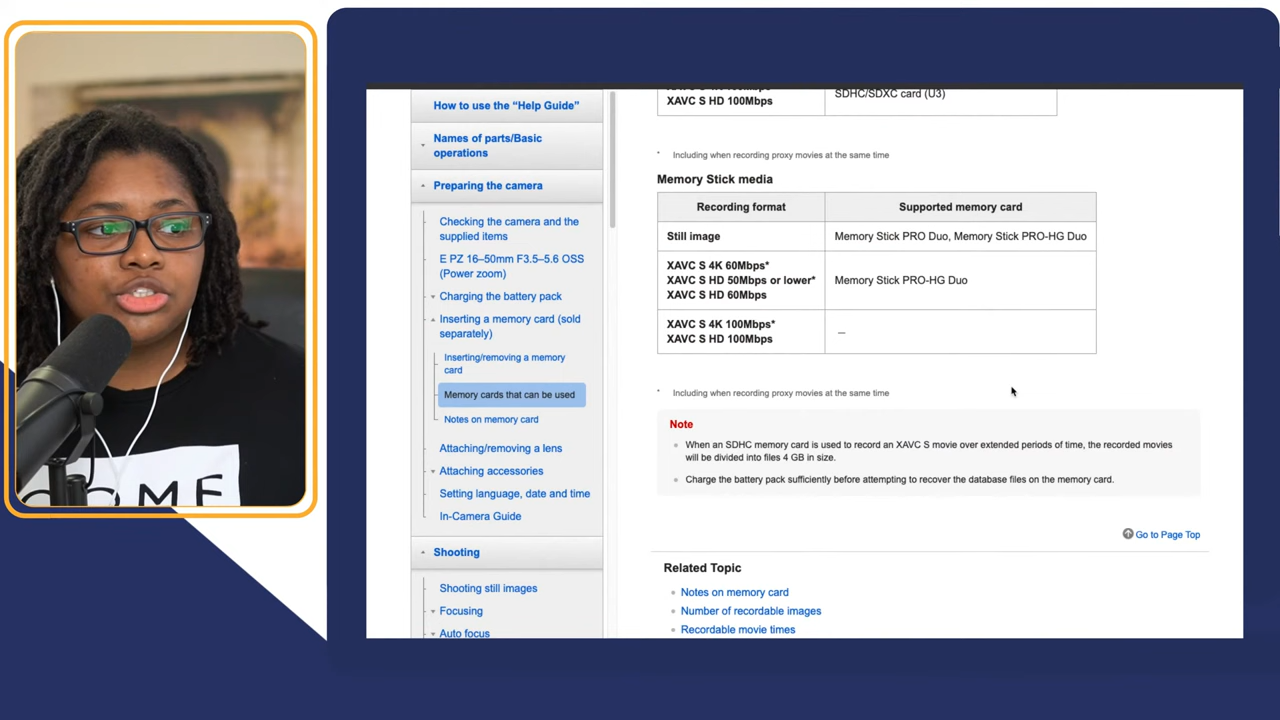 How to use the “Help Guide”
Names of parts/Basic
operations
Preparing the camera
Checking the camera and the
supplied items
E PZ 16–50mm F3.5–5.6 OSS
(Power zoom)
Charging the battery pack
Inserting a memory card (sold
separately)
Inserting/removing a memory
card
Memory cards that can be used
Notes on memory card
Attaching/removing a lens
Attaching accessories
Setting language, date and time
In-Camera Guide
Shooting
Shooting still images
Focusing
Auto focus
XAVC S HD 100Mbps
SDHC/SDXC card (U3)
* Including when recording proxy movies at the same time
Memory Stick media
Recording format
Supported memory card
Still image
Memory Stick PRO Duo, Memory Stick PRO-HG Duo
XAVC S 4K 60Mbps*
XAVC S HD 50Mbps or lower*
XAVC S HD 60Mbps
Memory Stick PRO-HG Duo
XAVC S 4K 100Mbps*
XAVC S HD 100Mbps
—
* Including when recording proxy movies at the same time
Note
When an SDHC memory card is used to record an XAVC S movie over extended periods of time, the recorded movies
will be divided into files 4 GB in size.
Charge the battery pack sufficiently before attempting to recover the database files on the memory card.
Go to Page Top
Related Topic
Notes on memory card
Number of recordable images
Recordable movie times